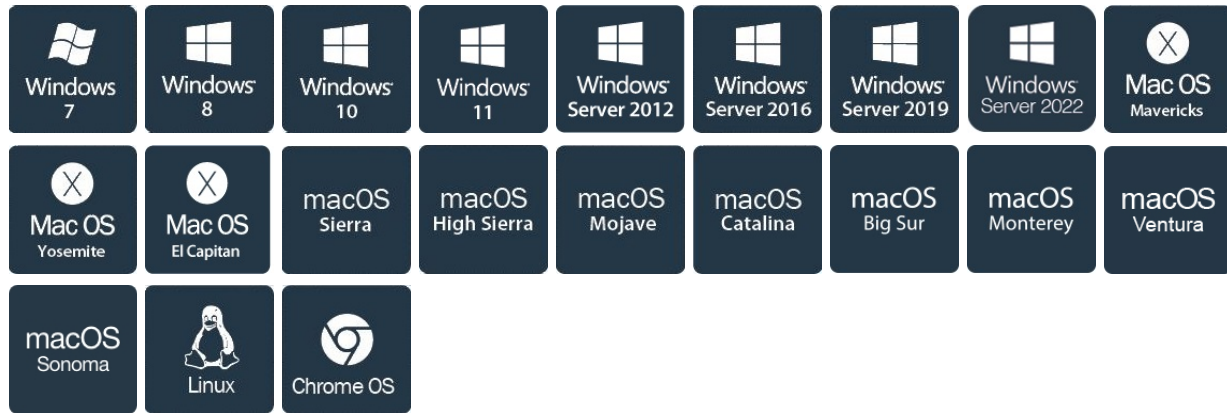 Windows
7
Windows
8
Windows
10
Windows
11
Windows
Server 2012
Windows
Server 2016
Windows
Server 2019
Windows
Server 2022
Mac OS
Mavericks
Mac OS
Yosemite
Mac OS
El Capitan
macOS
Sierra
macOS
High Sierra
macOS
Mojave
macOS
Catalina
macOS
Big Sur
macOS
Monterey
macOS
Ventura
macOS
Sonoma
Linux
Chrome OS